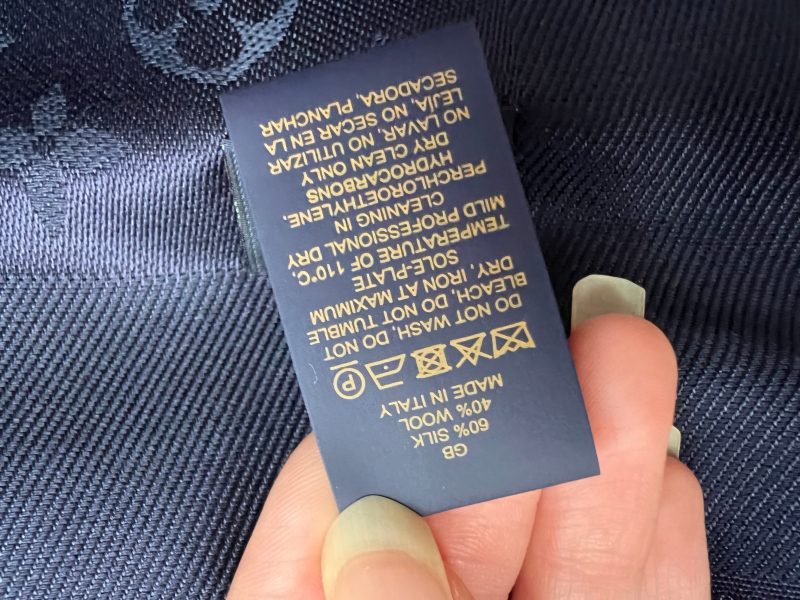 GB
60% SILK
40% WOOL
MADE IN ITALY
P
DO NOT WASH, DO NOT
BLEACH, DO NOT TUMBLE
DRY, IRON AT MAXIMUM
SOLE-PLATE
TEMPERATURE OF 110°C,
MILD PROFESSIONAL DRY
CLEANING IN
PERCHLOROETHYLENE,
HYDROCARBONS
DRY CLEAN ONLY
NO LAVAR, NO UTILIZAR
LEJÍA, NO SECAR EN LA
SECADORA, PLANCHAR